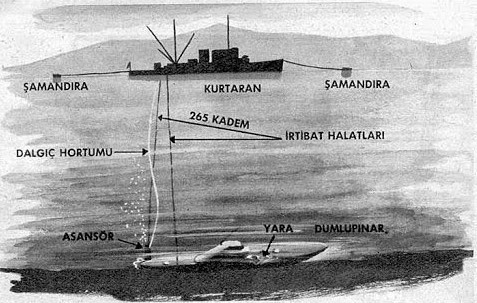 ŞAMANDIRA
KURTARAN
ŞAMANDIRA
265 KADEM
İRTİBAT HALATLARI
DALGIÇ HORTUMU
ASANSÖR
YARA
DUMLUPINAR